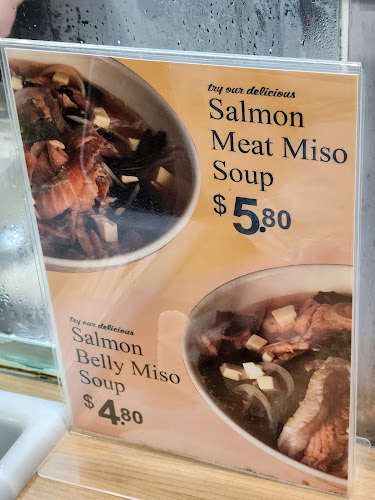 try our delicious
Salmon
Meat Miso
Soup
$5.80
try our delicious
Salmon
Belly Miso
Soup
$4.80